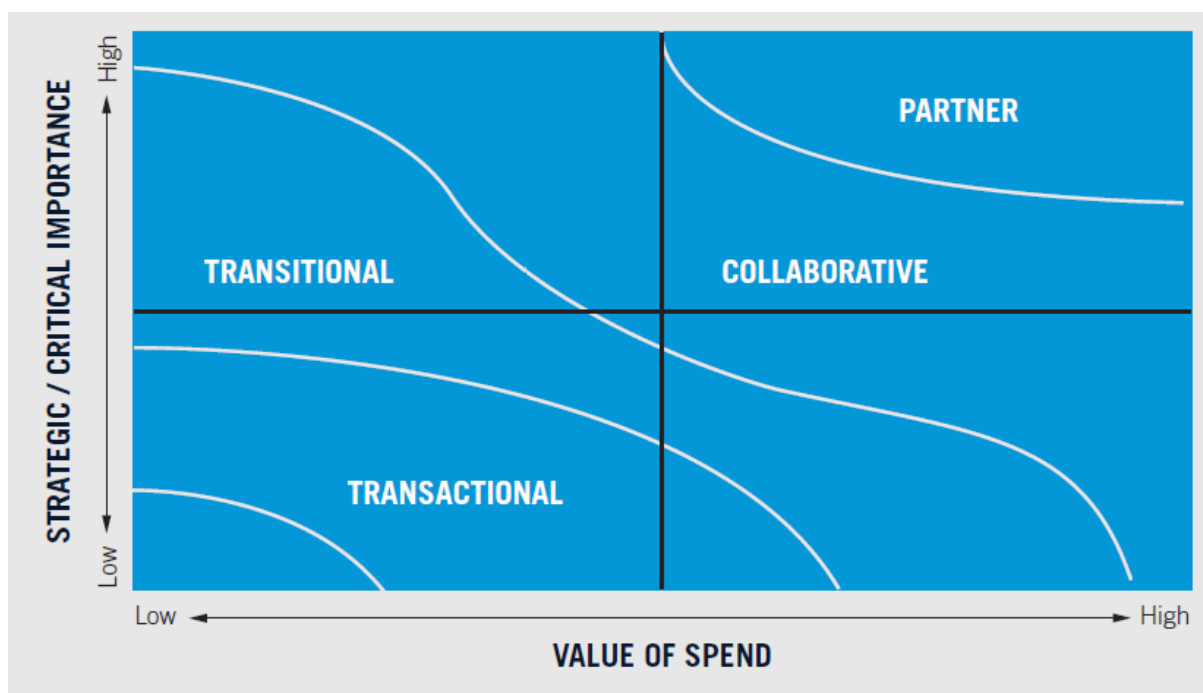 STRATEGIC / CRITICAL IMPORTANCE
High
Low
PARTNER
TRANSITIONAL
COLLABORATIVE
TRANSACTIONAL
Low
High
VALUE OF SPEND